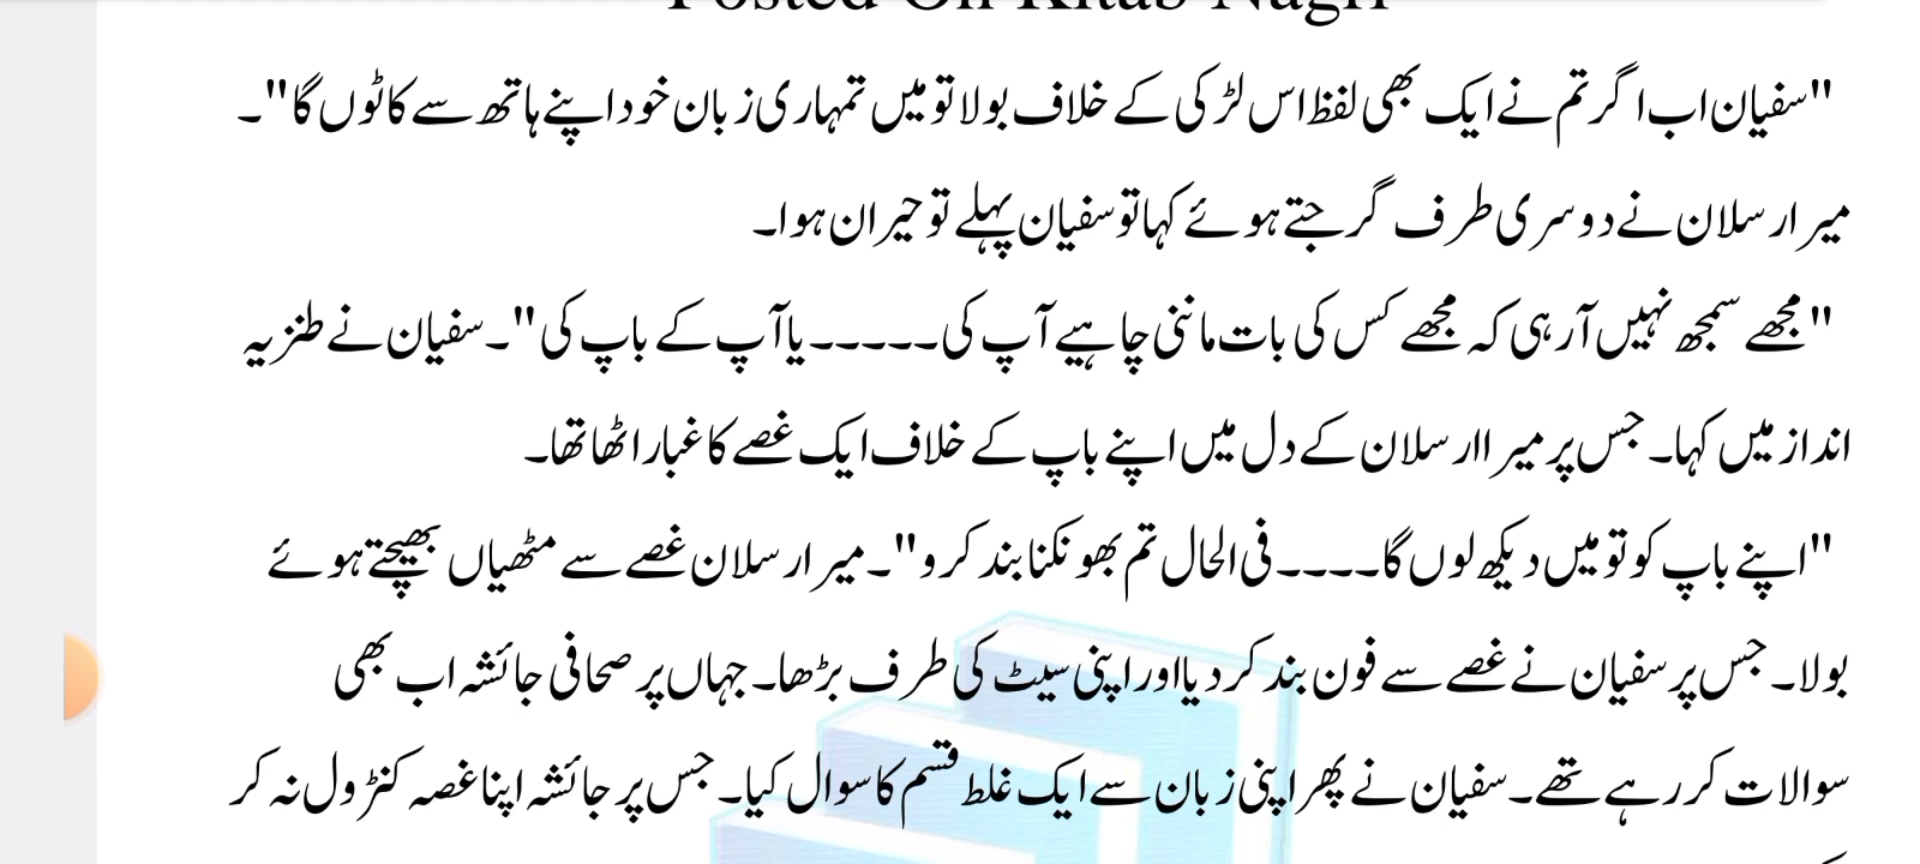 Posted On Kitab Nagri
"سفیان اب اگر تم نے ایک بھی لفظ اس لڑکی کے خلاف بولا تو میں تمہاری زبان خود اپنے ہاتھ سے کاٹوں گا"۔
میر ارسلان نے دوسری طرف گرجتے ہوئے کہا تو سفیان پہلے تو حیران ہوا۔
"مجھے سمجھ نہیں آرہی کہ مجھے کس کی بات ماننی چاہیے آپ کی۔۔۔۔۔ یا آپ کے باپ کی"۔ سفیان نے طنزیہ
انداز میں کہا۔ جس پر میر اارسلان کے دل میں اپنے باپ کے خلاف ایک غصے کا غبار اٹھا تھا۔
"اپنے باپ کو تو میں دیکھ لوں گا۔۔۔۔ فی الحال تم بھونکنا بند کرو"۔ میر ارسلان غصے سے مٹھیاں بھیچتے ہوئے
بولا۔ جس پر سفیان نے غصے سے فون بند کر دیا اور اپنی سیٹ کی طرف بڑھا۔ جہاں پر صحافی جائشہ اب بھی
سوالات کر رہے تھے۔ سفیان نے پھر اپنی زبان سے ایک غلط قسم کا سوال کیا۔ جس پر جائشہ اپنا غصہ کنٹرول نہ کر